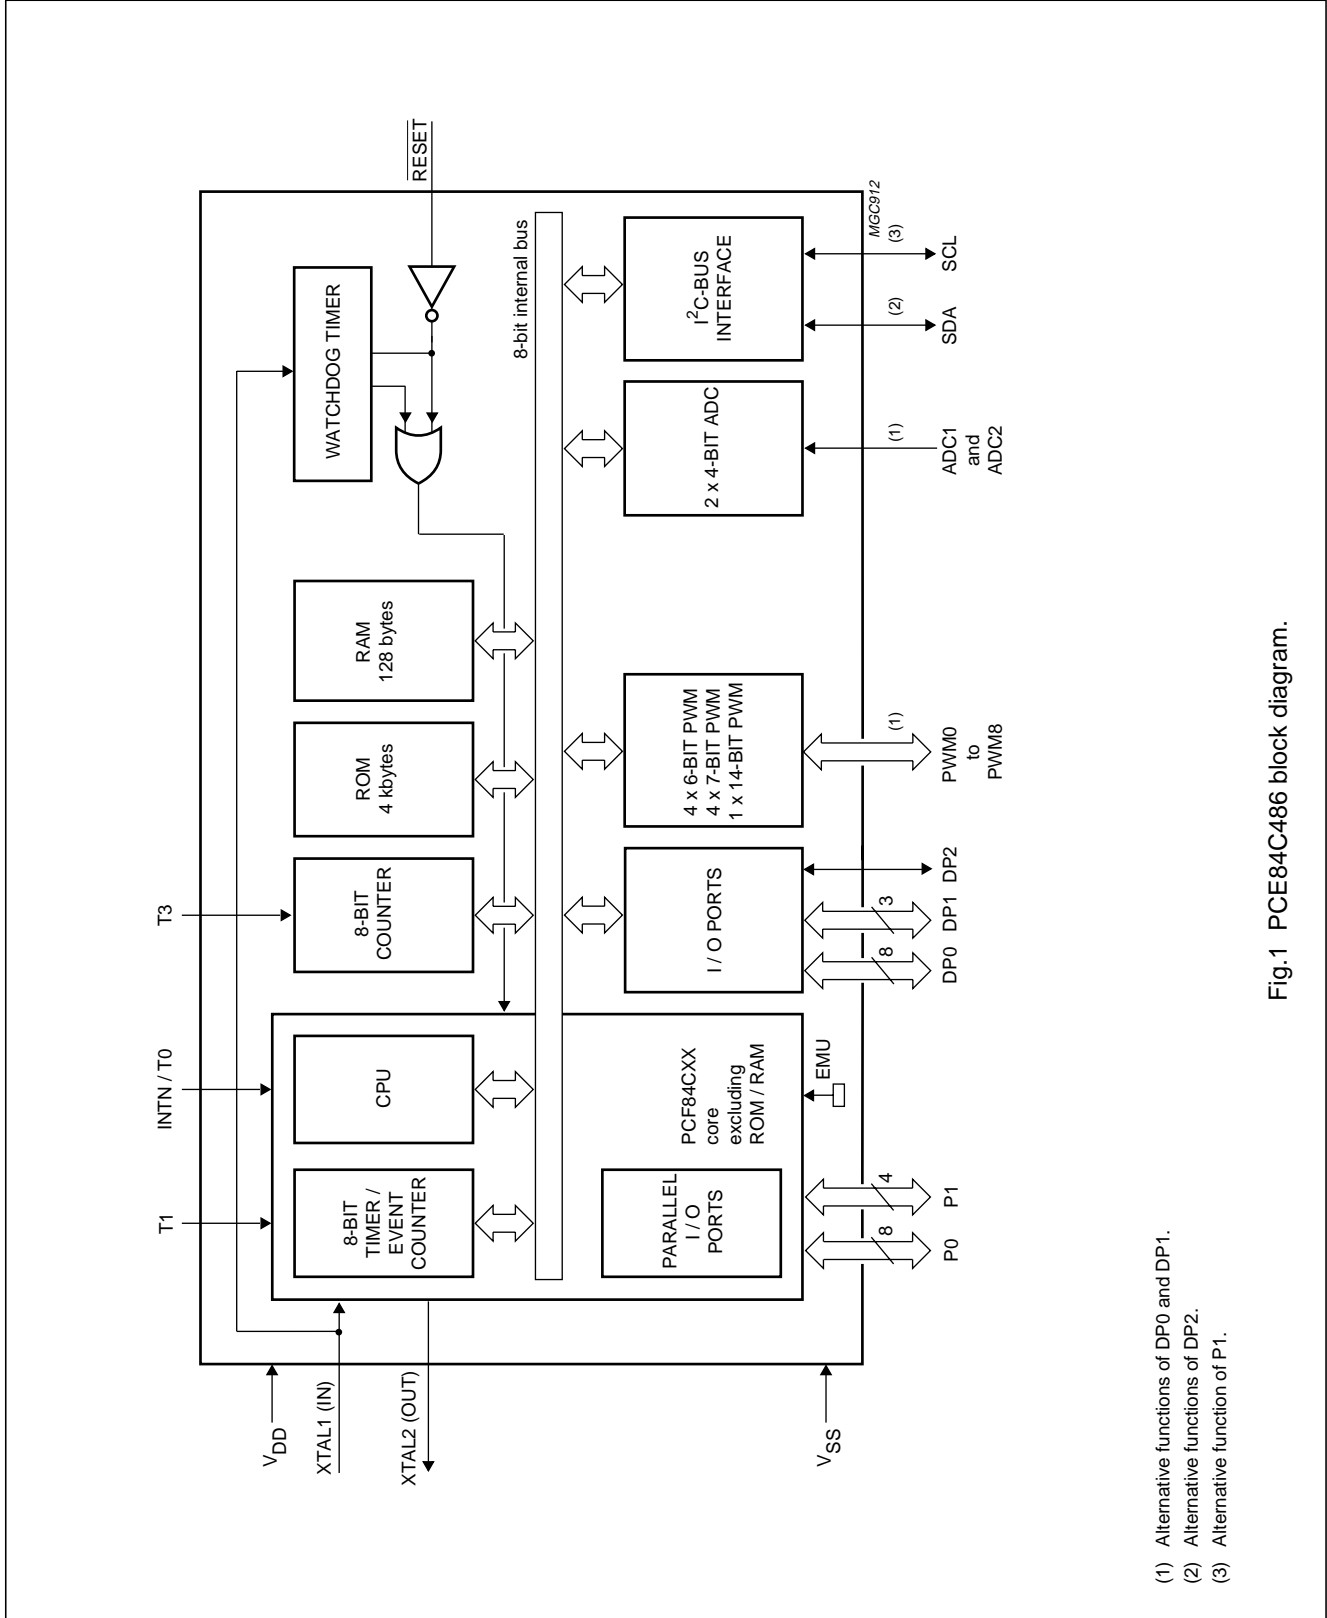 V DD
XTAL1 (IN)
XTAL2 (OUT)
V SS
T1
INTN / T0
T3
RESET
8-BIT
TIMER /
EVENT
COUNTER
CPU
8-BIT
COUNTER
ROM
4 kbytes
RAM
128 bytes
WATCHDOG TIMER
8-bit internal bus
PARALLEL
I / O
PORTS
PCF84CXX
core
excluding
ROM / RAM
I / O PORTS
4 x 6-BIT PWM
4 x 7-BIT PWM
1 x 14-BIT PWM
2 x 4-BIT ADC
I2C-BUS
INTERFACE
EMU
MGC912
8
4
8
3
(1)
(1)
(2)
(3)
P0
P1
DP0
DP1
DP2
PWM0
to
PWM8
ADC1
and
ADC2
SDA
SCL
(1) Alternative functions of DP0 and DP1.
(2) Alternative functions of DP2.
(3) Alternative function of P1.
Fig.1 PCE84C486 block diagram.